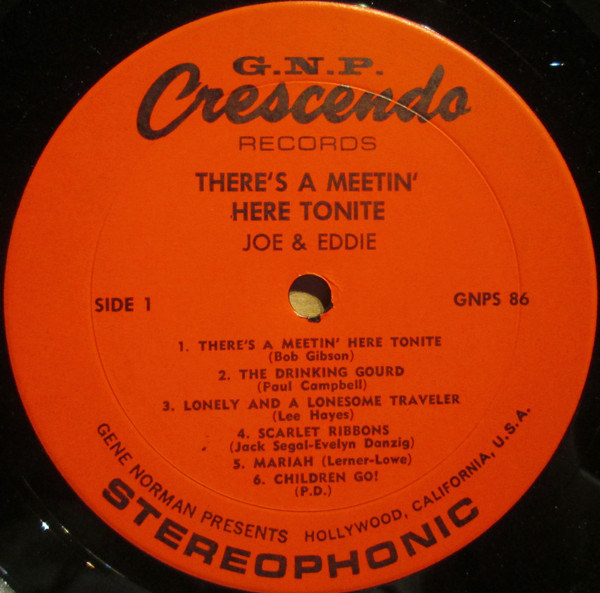 G.N.P.
Crescendo
RECORDS
THERE'S A MEETIN'
HERE TONITE
JOE & EDDIE
SIDE 1
GNPS 86
1. THERE'S A MEETIN' HERE TONITE
(Bob Gibson)
2. THE DRINKING GOURD
(Paul Campbell)
3. LONELY AND A LONESOME TRAVELER
(Lee Hayes)
4. SCARLET RIBBONS
(Jack Segal-Evelyn Danzig)
5. MARIAH (Lerner-Lowe)
6. CHILDREN GO!
(P.D.)
GENE NORMAN PRESENTS HOLLYWOOD, CALIFORNIA, U.S.A.
STEREOPHONIC